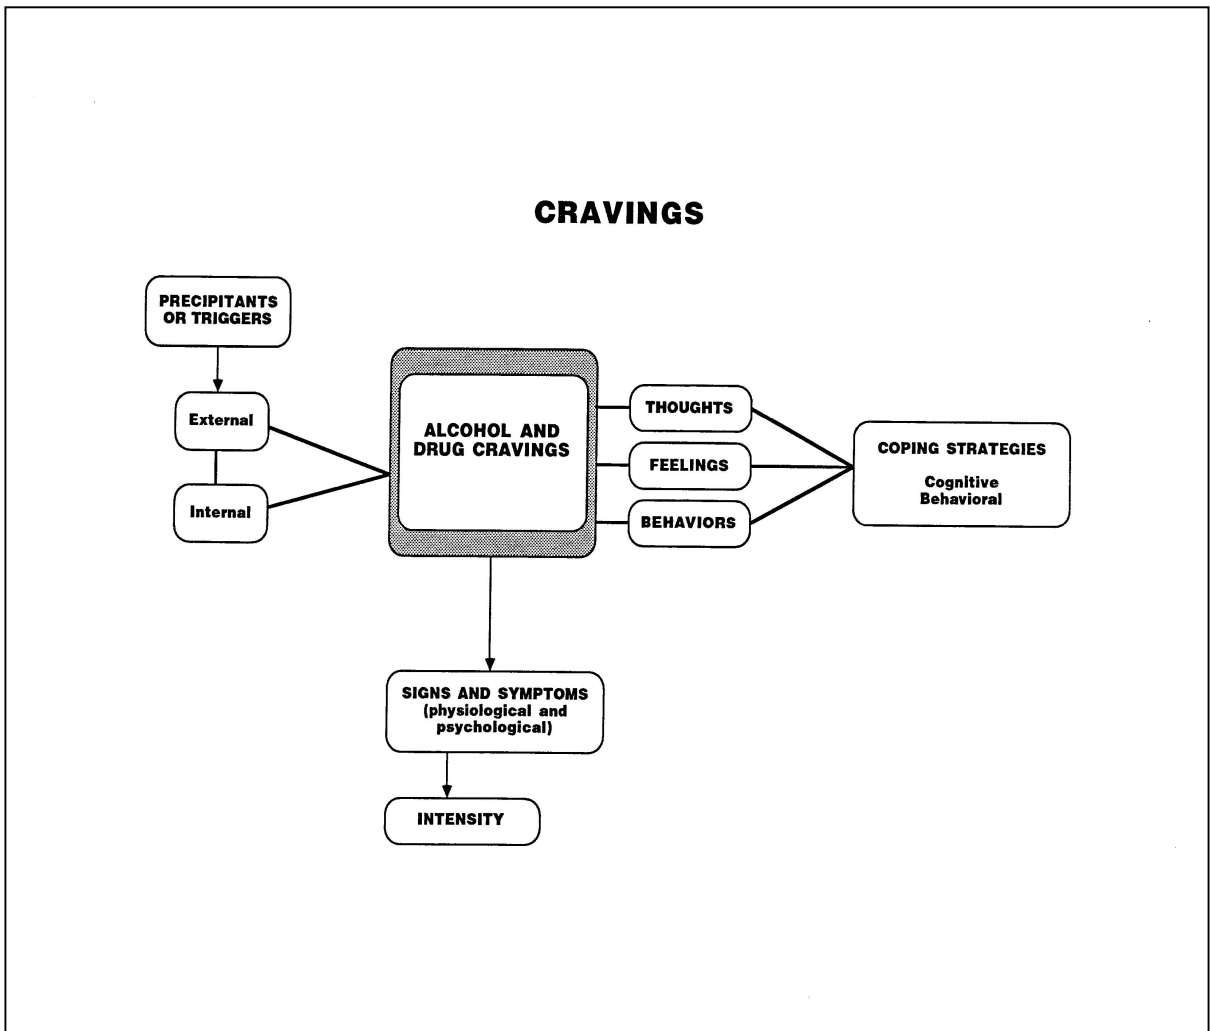 CRAVINGS
PRECIPITANTS
OR TRIGGERS
External
Internal
ALCOHOL AND
DRUG CRAVINGS
THOUGHTS
FEELINGS
BEHAVIORS
COPING STRATEGIES
Cognitive
Behavioral
SIGNS AND SYMPTOMS
(physiological and
psychological)
INTENSITY